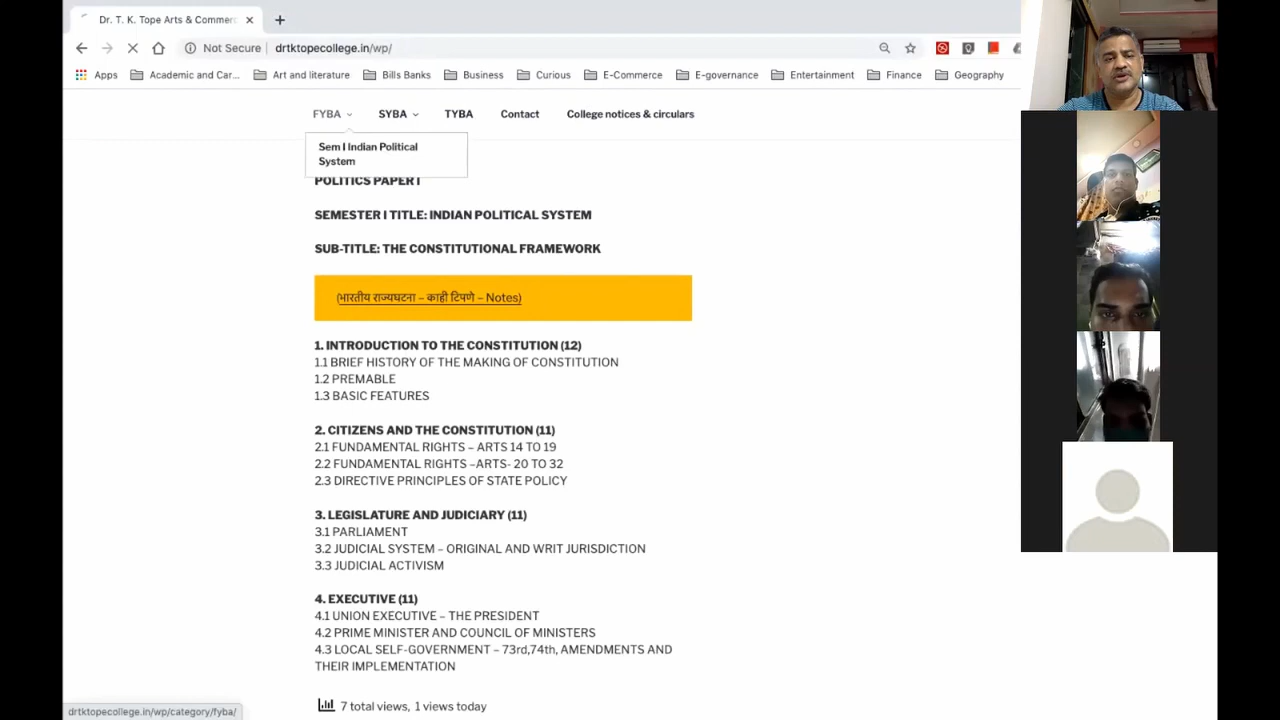 Dr. T. K. Tope Arts & Commerc
Not Secure drtktopecollege.in/wp/
Apps Academic and Car... Art and literature Bills Banks Business Curious E-Commerce E-governance Entertainment Finance Geography
FYBA SYBA TYBA Contact College notices & circulars
Sem I Indian Political
System
POLITICS PAPER I
SEMESTER I TITLE: INDIAN POLITICAL SYSTEM
SUB-TITLE: THE CONSTITUTIONAL FRAMEWORK
(भारतीय राज्यघटना – काही टिपणे – Notes)
1. INTRODUCTION TO THE CONSTITUTION (12)
1.1 BRIEF HISTORY OF THE MAKING OF CONSTITUTION
1.2 PREMABLE
1.3 BASIC FEATURES
2. CITIZENS AND THE CONSTITUTION (11)
2.1 FUNDAMENTAL RIGHTS – ARTS 14 TO 19
2.2 FUNDAMENTAL RIGHTS –ARTS- 20 TO 32
2.3 DIRECTIVE PRINCIPLES OF STATE POLICY
3. LEGISLATURE AND JUDICIARY (11)
3.1 PARLIAMENT
3.2 JUDICIAL SYSTEM – ORIGINAL AND WRIT JURISDICTION
3.3 JUDICIAL ACTIVISM
4. EXECUTIVE (11)
4.1 UNION EXECUTIVE – THE PRESIDENT
4.2 PRIME MINISTER AND COUNCIL OF MINISTERS
4.3 LOCAL SELF-GOVERNMENT – 73rd,74th, AMENDMENTS AND
THEIR IMPLEMENTATION
7 total views, 1 views today
drtktopecollege.in/wp/category/fyba/